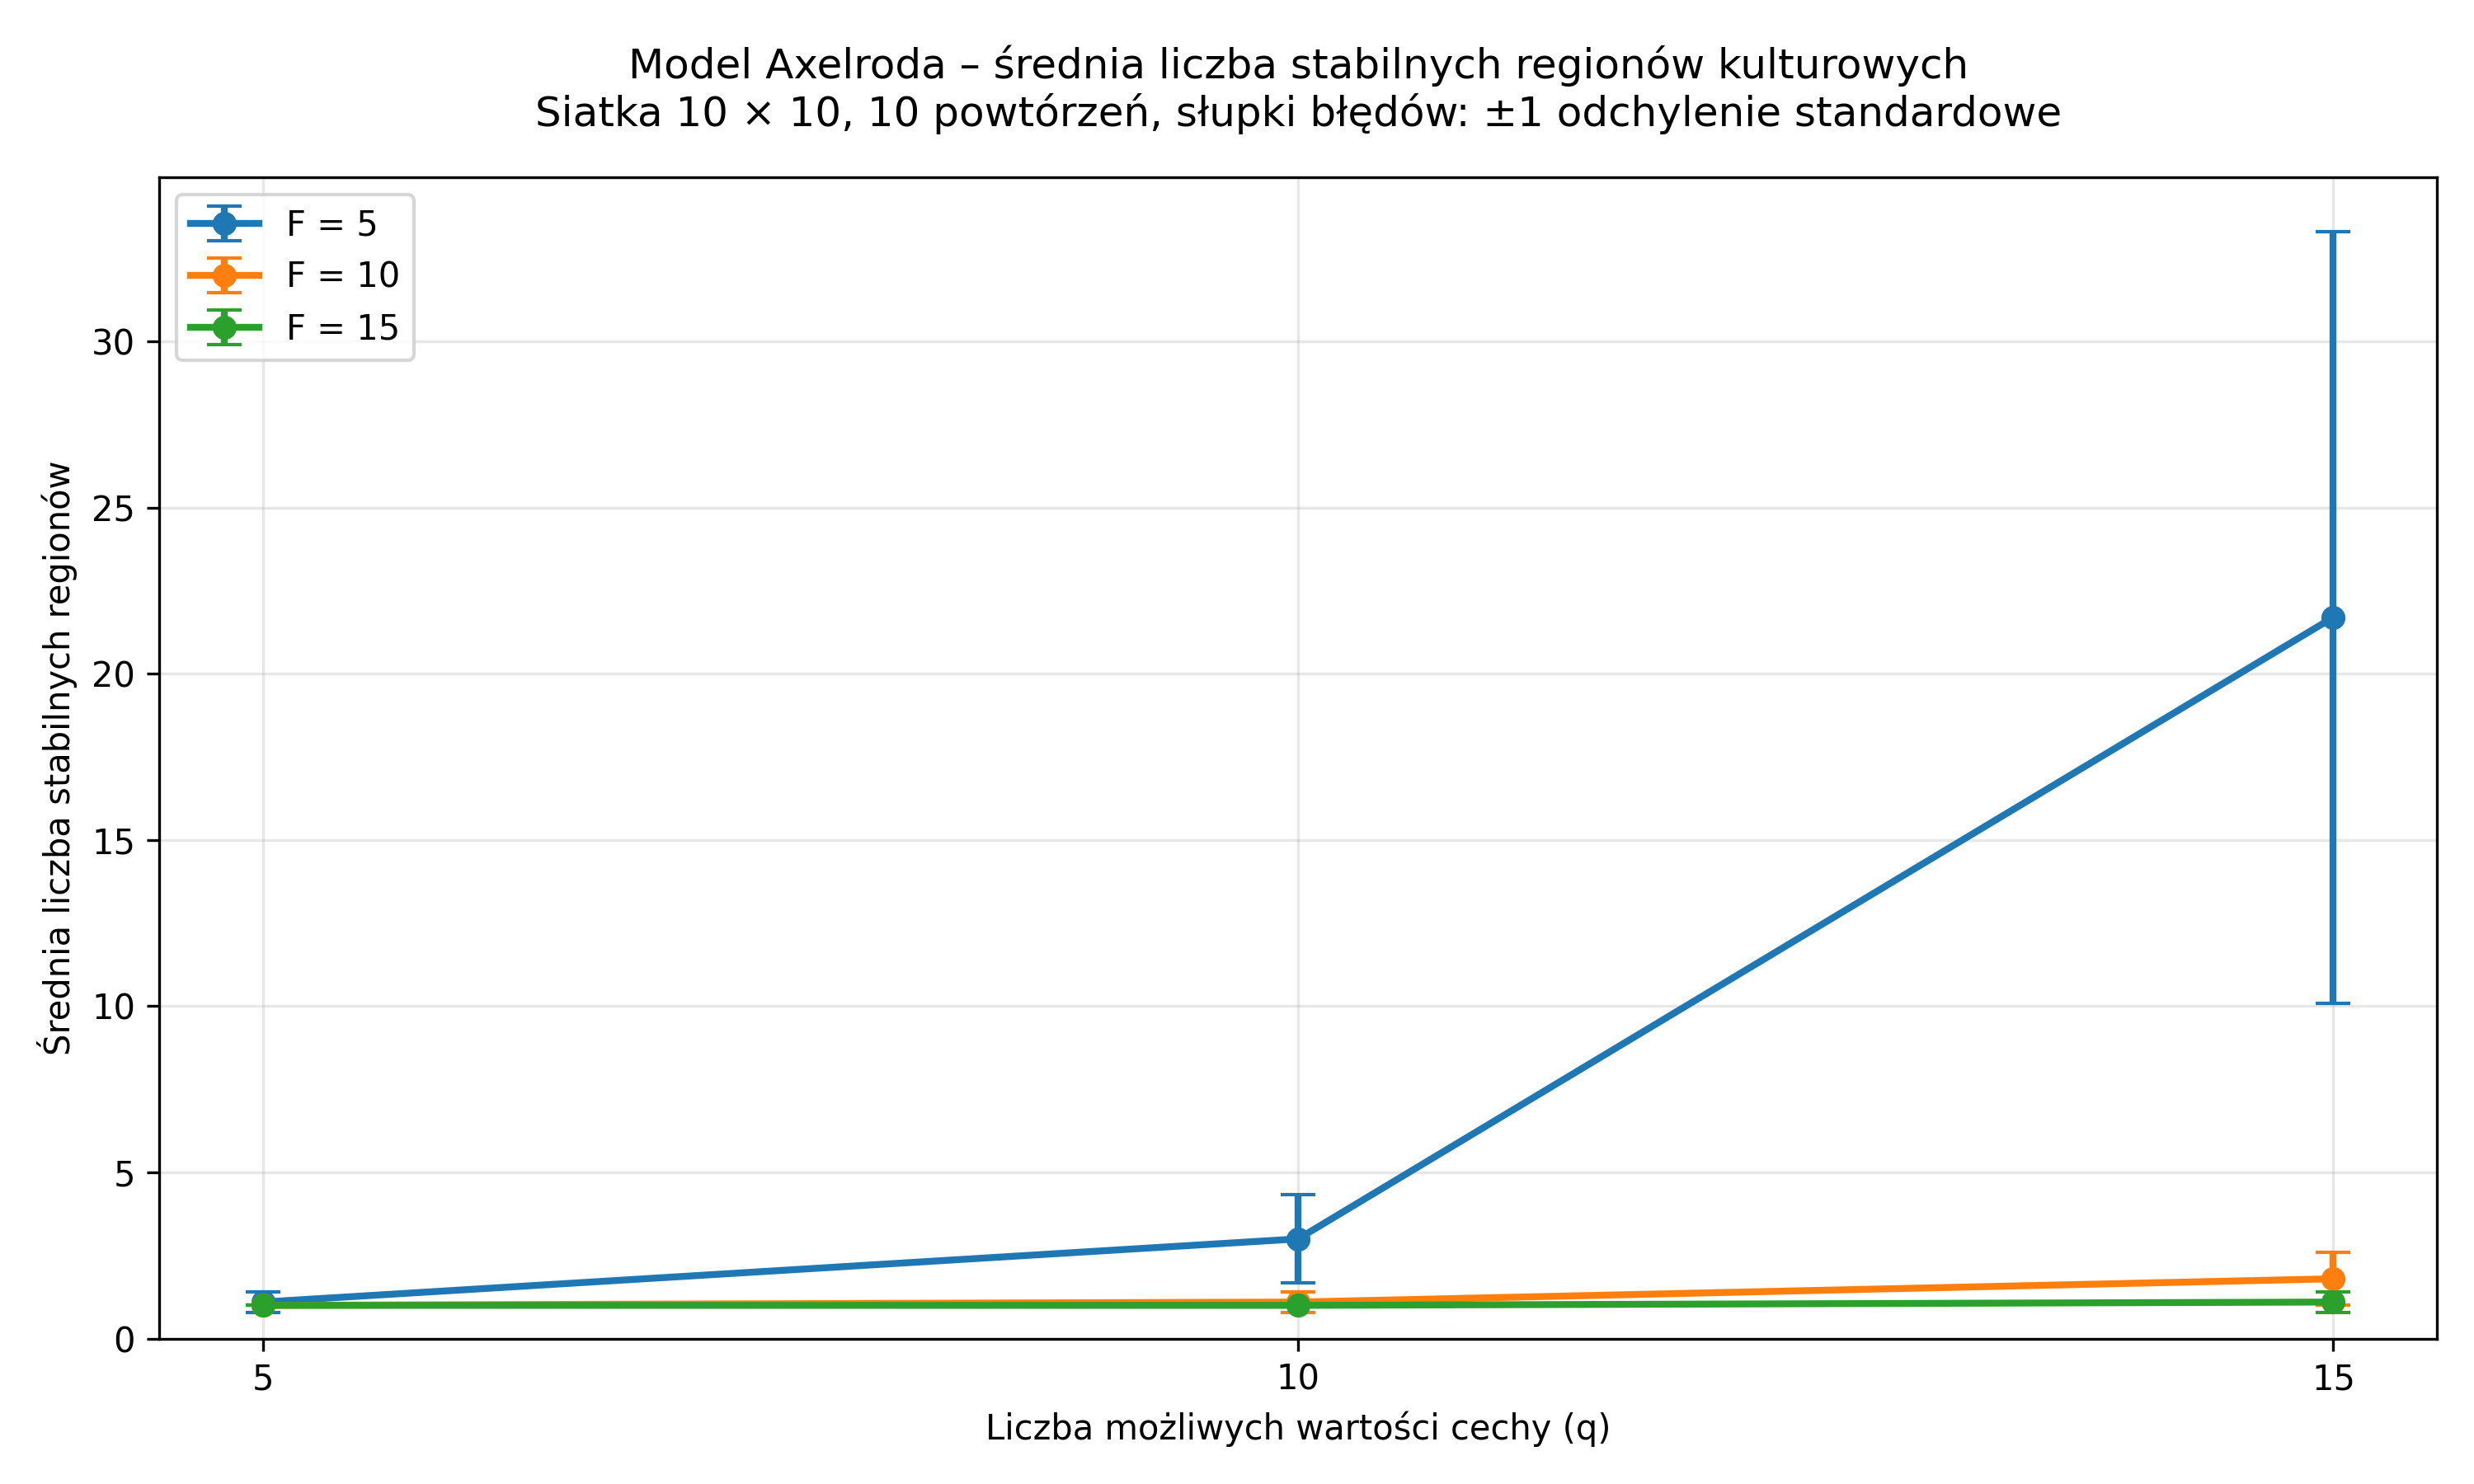 Model Axelroda – średnia liczba stabilnych regionów kulturowych
Siatka 10 × 10, 10 powtórzeń, słupki błędów: ±1 odchylenie standardowe
F = 5
F = 10
F = 15
Średnia liczba stabilnych regionów
30
25
20
15
10
5
0
5
10
15
Liczba możliwych wartości cechy (q)